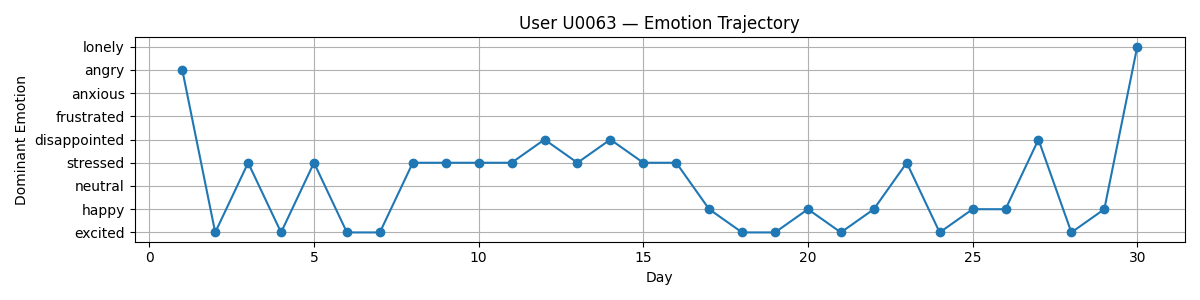 User U0063 — Emotion Trajectory
Dominant Emotion
lonely
angry
anxious
frustrated
disappointed
stressed
neutral
happy
excited
0 5 10 15 20 25 30
Day